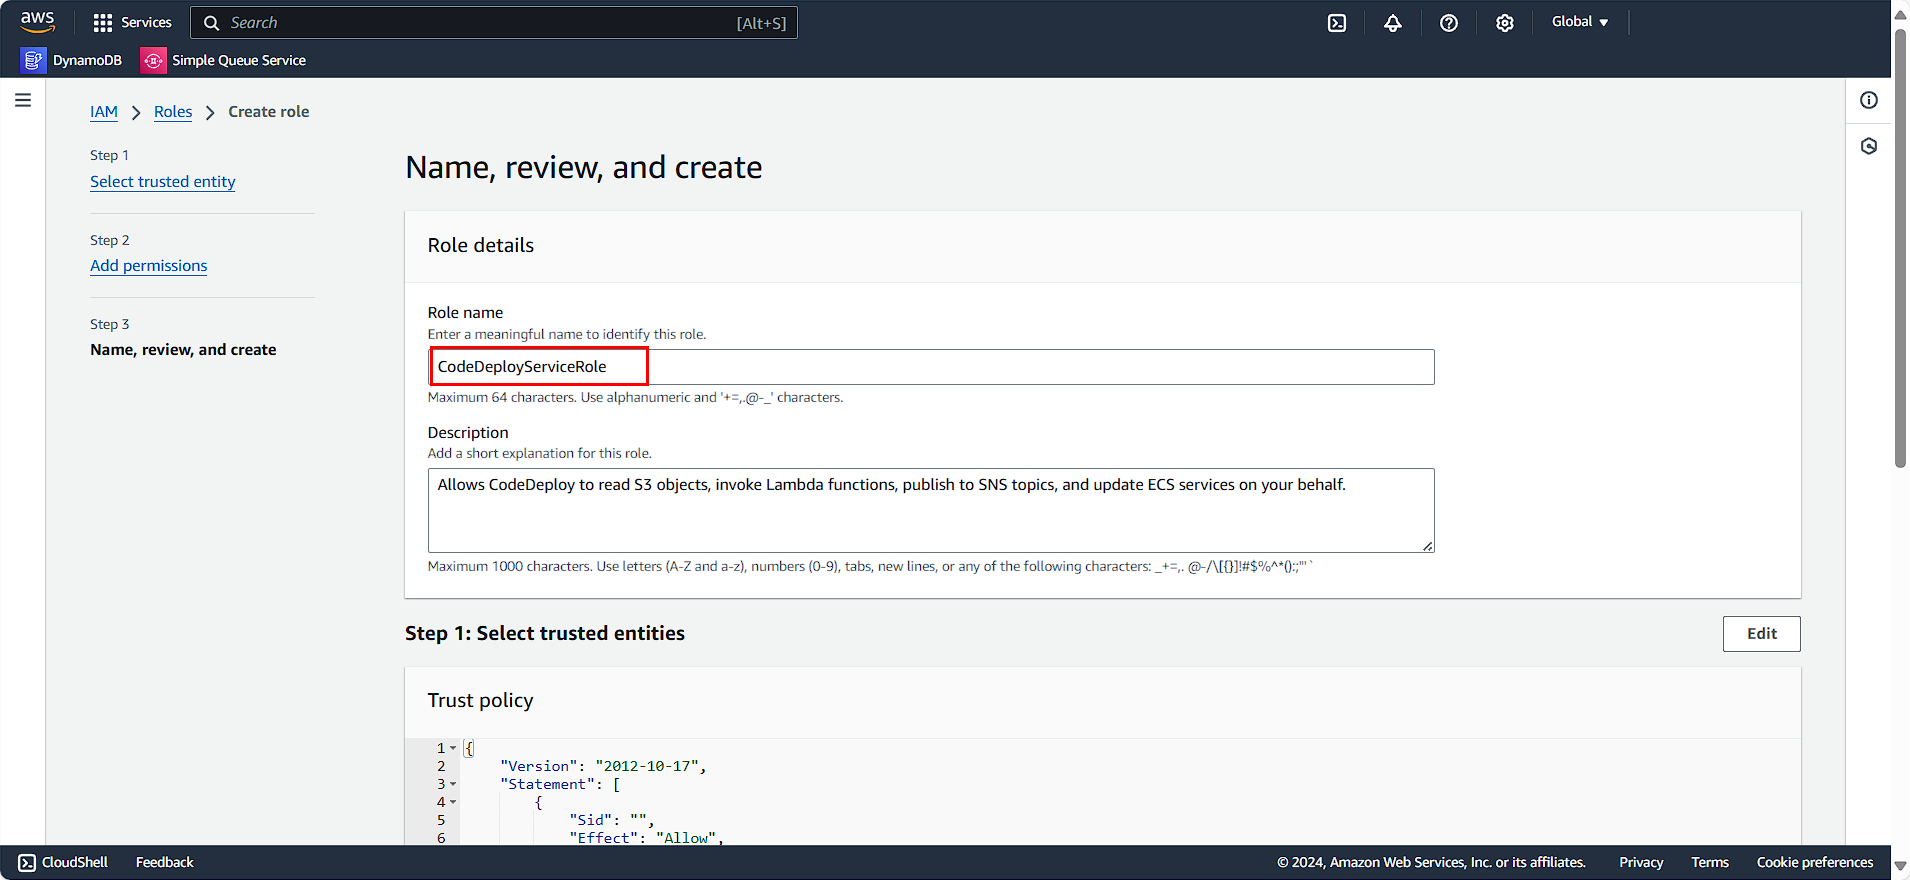 aws Services Search [Alt+S] Global
DynamoDB Simple Queue Service
IAM Roles Create role
Step 1
Select trusted entity
Step 2
Add permissions
Step 3
Name, review, and create
Name, review, and create
Role details
Role name
Enter a meaningful name to identify this role.
CodeDeployServiceRole
Maximum 64 characters. Use alphanumeric and '+=,.@-_' characters.
Description
Add a short explanation for this role.
Allows CodeDeploy to read S3 objects, invoke Lambda functions, publish to SNS topics, and update ECS services on your behalf.
Maximum 1000 characters. Use letters (A-Z and a-z), numbers (0-9), tabs, new lines, or any of the following characters: _+=,. @-/\[{}]!#$%^*();:;"'`
Step 1: Select trusted entities Edit
Trust policy
1 {
2 "Version": "2012-10-17",
3 "Statement": [
4 {
5 "Sid": "",
6 "Effect": "Allow",
CloudShell Feedback © 2024, Amazon Web Services, Inc. or its affiliates. Privacy Terms Cookie preferences